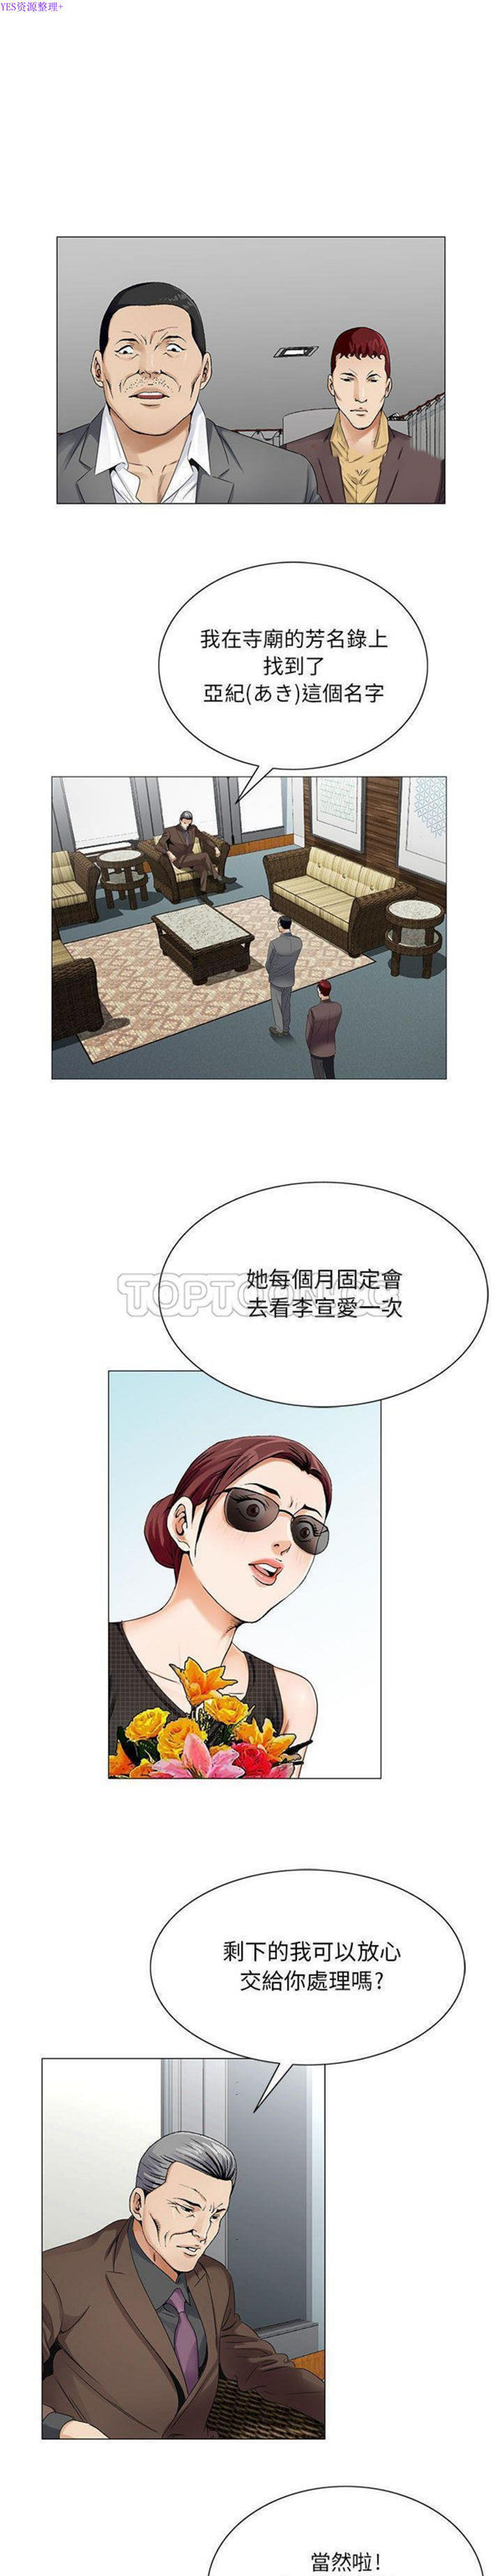 YES资源整理+
我在寺廟的芳名錄上
找到了
亞紀(あき)這個名字
TOPTOON.CO
她每個月固定會
去看李宣愛一次
剩下的我可以放心
交給你處理嗎?
當然啦!